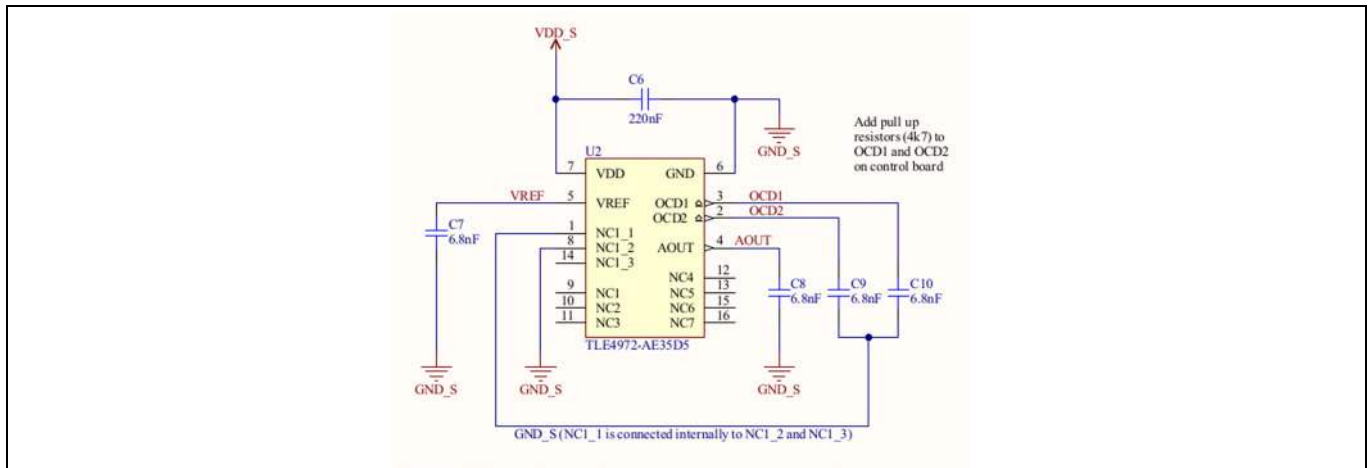 VDD_S
C6
220nF
GND_S
Add pull up
resistors (4k7) to
OCD1 and OCD2
on control board
U2
7 VDD GND 6
VREF 5 VREF OCD1 3 OCD1
OCD2 2 OCD2
C7
6.8nF
1 NC1_1
8 NC1_2 AOUT 4 AOUT
14 NC1_3
NC4 12
9 NC1 NC5 13
10 NC2 NC6 15
11 NC3 NC7 16
C8
6.8nF
C9
6.8nF
C10
6.8nF
TLE4972-AE35D5
GND_S
GND_S
GND_S
GND_S (NC1_1 is connected internally to NC1_2 and NC1_3)